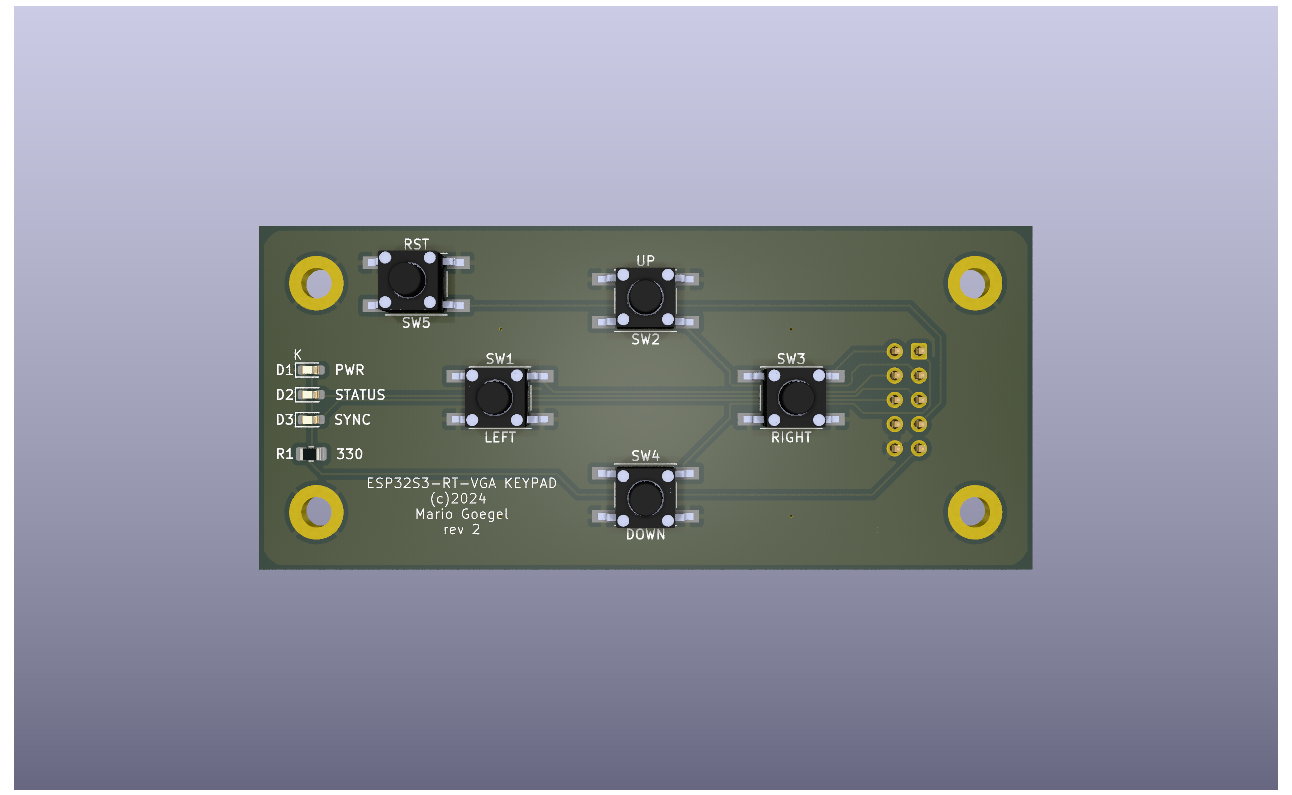 RST
SW5
UP
SW2
K
D1 PWR
D2 STATUS
D3 SYNC
R1 330
SW1
LEFT
SW3
RIGHT
SW4
DOWN
ESP32S3-RT-VGA KEYPAD
(c)2024
Mario Goegel
rev 2